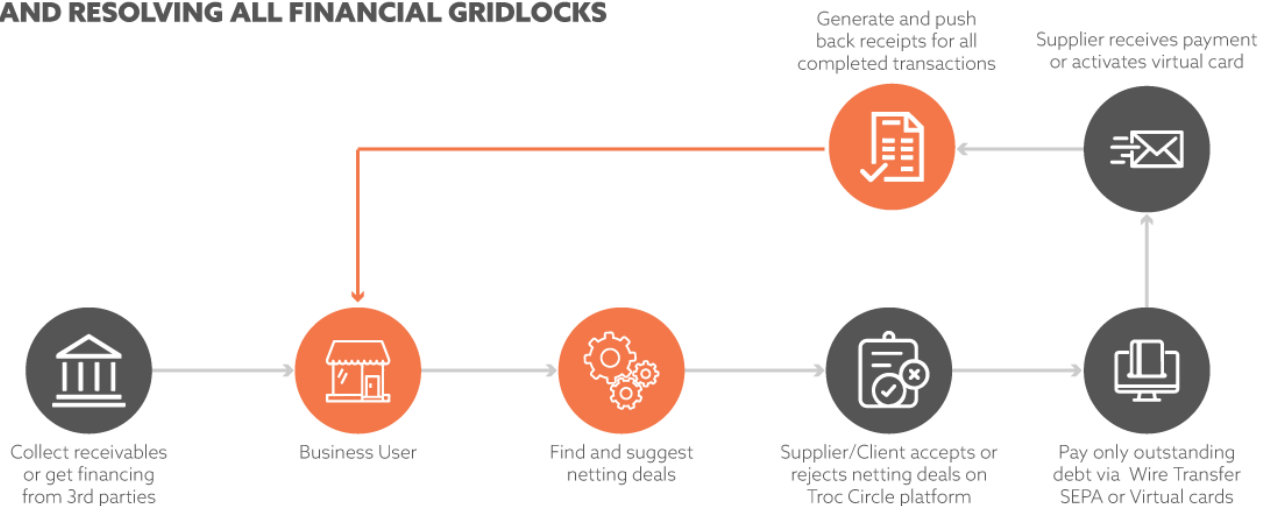 AND RESOLVING ALL FINANCIAL GRIDLOCKS
Generate and push
back receipts for all
completed transactions
Supplier receives payment
or activates virtual card
Collect receivables
or get financing
from 3rd parties
Business User
Find and suggest
netting deals
Supplier/Client accepts or
rejects netting deals on
Troc Circle platform
Pay only outstanding
debt via Wire Transfer
SEPA or Virtual cards